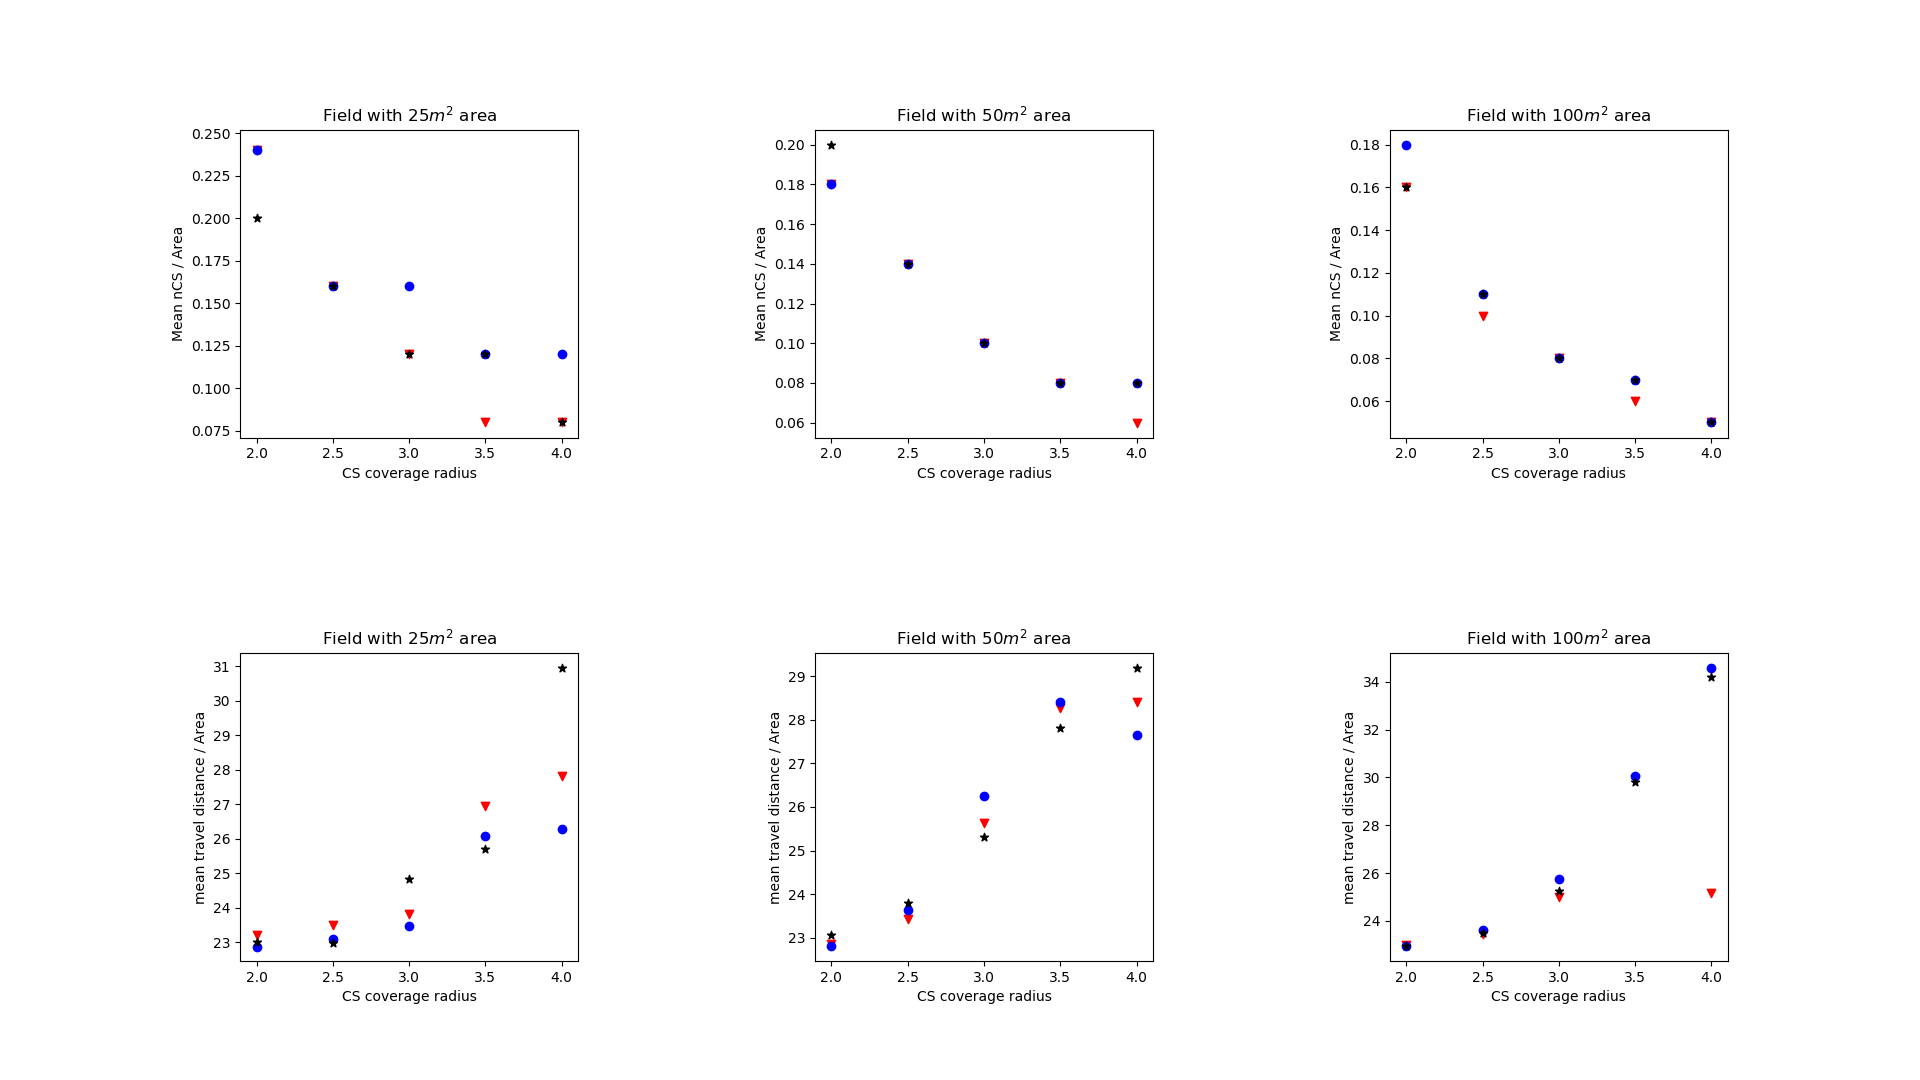 Field with 25m² area
0.250
0.225
0.200
0.175
0.150
0.125
0.100
0.075
Mean nCS / Area
2.0 2.5 3.0 3.5 4.0
CS coverage radius
Field with 50m² area
0.20
0.18
0.16
0.14
0.12
0.10
0.08
0.06
Mean nCS / Area
2.0 2.5 3.0 3.5 4.0
CS coverage radius
Field with 100m² area
0.18
0.16
0.14
0.12
0.10
0.08
0.06
Mean nCS / Area
2.0 2.5 3.0 3.5 4.0
CS coverage radius
Field with 25m² area
31
30
29
28
27
26
25
24
23
mean travel distance / Area
2.0 2.5 3.0 3.5 4.0
CS coverage radius
Field with 50m² area
29
28
27
26
25
24
23
mean travel distance / Area
2.0 2.5 3.0 3.5 4.0
CS coverage radius
Field with 100m² area
34
32
30
28
26
24
mean travel distance / Area
2.0 2.5 3.0 3.5 4.0
CS coverage radius